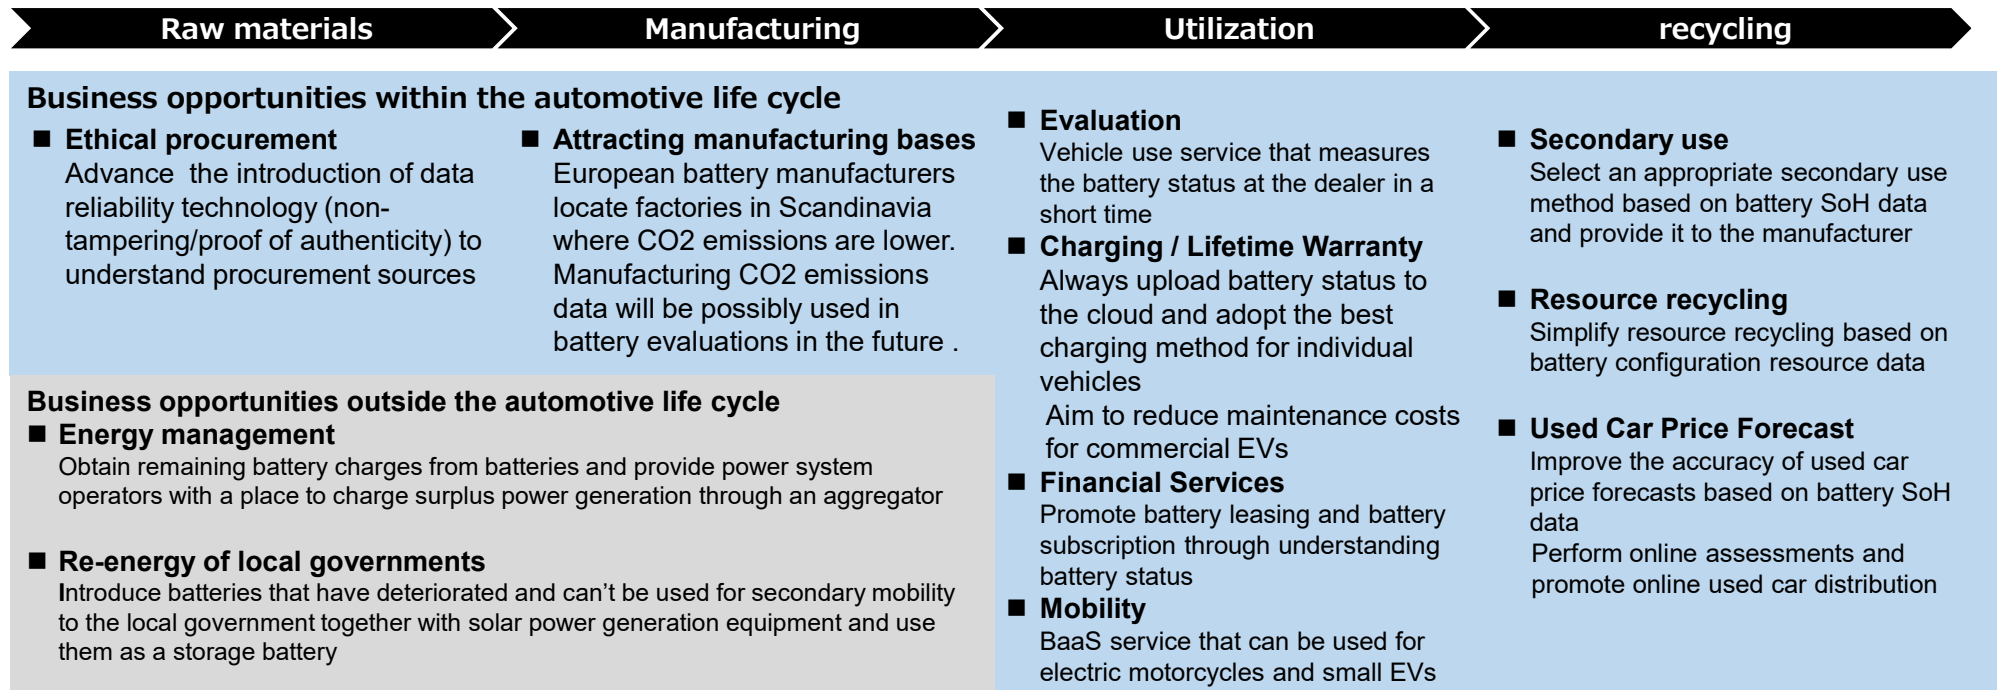 Raw materials
Manufacturing
Utilization
recycling
Business opportunities within the automotive life cycle
■ Ethical procurement
Advance  the introduction of data
reliability technology (non-
tampering/proof of authenticity) to
understand procurement sources
■ Attracting manufacturing bases
European battery manufacturers
locate factories in Scandinavia
where CO2 emissions are lower.
Manufacturing CO2 emissions
data will be possibly used in
battery evaluations in the future .
Business opportunities outside the automotive life cycle
■ Energy management
Obtain remaining battery charges from batteries and provide power system
operators with a place to charge surplus power generation through an aggregator
■ Re-energy of local governments
Introduce batteries that have deteriorated and can’t be used for secondary mobility
to the local government together with solar power generation equipment and use
them as a storage battery
■ Evaluation
Vehicle use service that measures
the battery status at the dealer in a
short time
■ Charging / Lifetime Warranty
Always upload battery status to
the cloud and adopt the best
charging method for individual
vehicles
Aim to reduce maintenance costs
for commercial EVs
■ Financial Services
Promote battery leasing and battery
subscription through understanding
battery status
■ Mobility
BaaS service that can be used for
electric motorcycles and small EVs
■ Secondary use
Select an appropriate secondary use
method based on battery SoH data
and provide it to the manufacturer
■ Resource recycling
Simplify resource recycling based on
battery configuration resource data
■ Used Car Price Forecast
Improve the accuracy of used car
price forecasts based on battery SoH
data
Perform online assessments and
promote online used car distribution